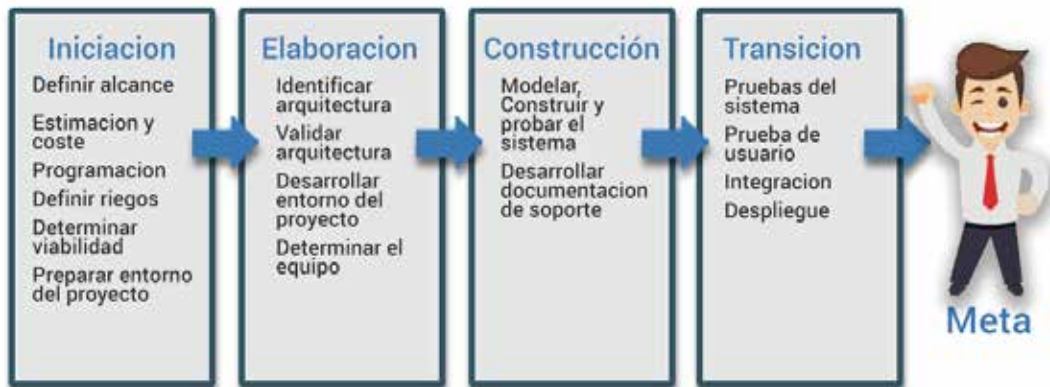 Iniciacion
Definir alcance
Estimacion y
coste
Programacion
Definir riegos
Determinar
viabilidad
Preparar entorno
del proyecto
Elaboracion
Identificar
arquitectura
Validar
arquitectura
Desarrollar
entorno del
proyecto
Determinar el
equipo
Construcción
Modelar,
Construir y
probar el
sistema
Desarrollar
documentacion
de soporte
Transicion
Pruebas del
sistema
Prueba de
usuario
Integracion
Despliegue
Meta